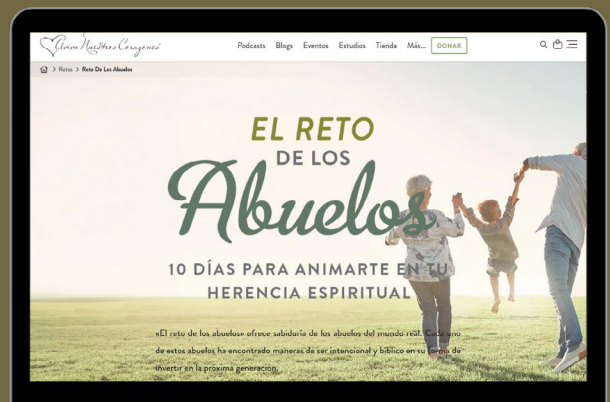 Aviva Nuestros Corazones
Podcasts Blogs Eventos Estudios Tienda Más... DONAR
> Retos > Reto De Los Abuelos
EL RETO
DE LOS
Abuelos
10 DÍAS PARA ANIMARTE EN TU
HERENCIA ESPIRITUAL
«El reto de los abuelos» ofrece sabiduría de los abuelos del mundo real. Cada uno
de estos abuelos ha encontrado maneras de ser intencional y bíblico en su forma de
invertir en la próxima generación.